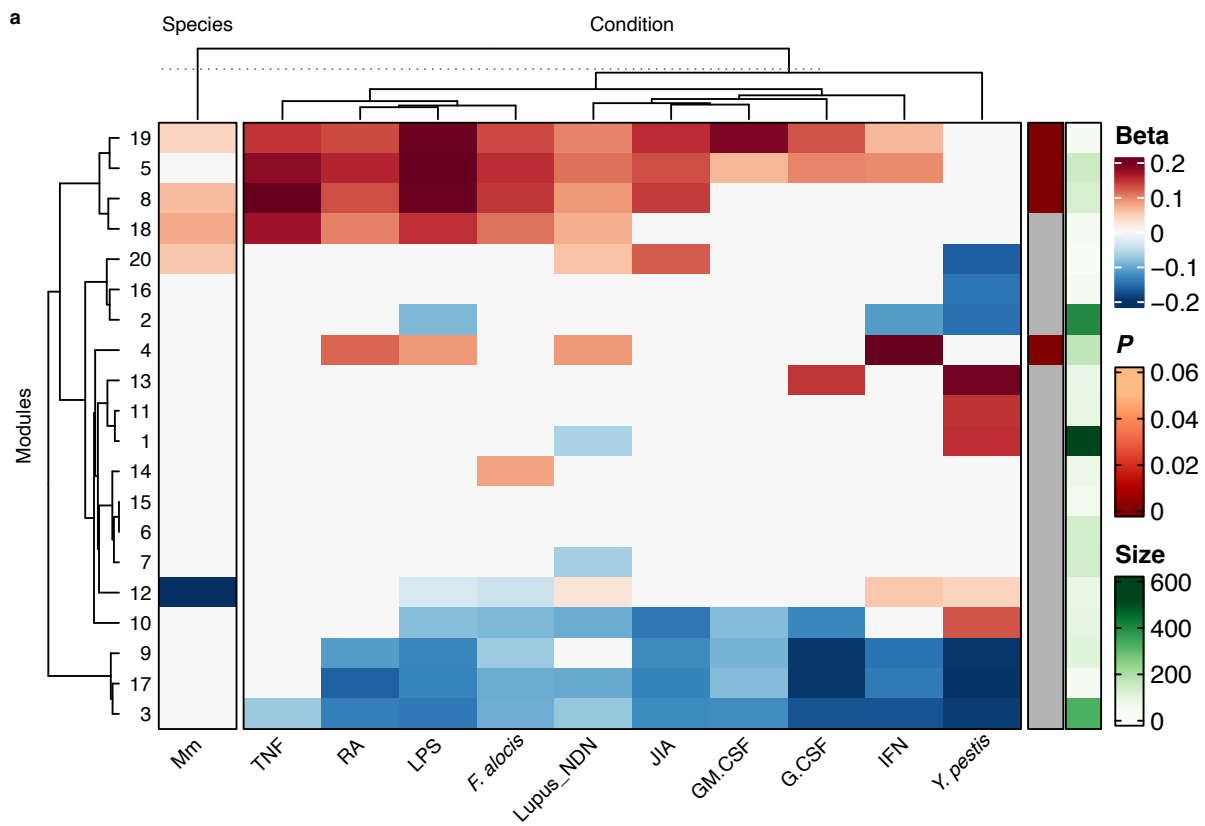 a
Species
Condition
Modules
19
5
8
18
20
16
2
4
13
11
1
14
15
6
7
12
10
9
17
3
Mm
TNF
RA
LPS
F. alocis
Lupus_NDN
JIA
GM.CSF
G.CSF
IFN
Y. pestis
Beta
0.2
0.1
0
−0.1
−0.2
P
0.06
0.04
0.02
0
Size
600
400
200
0